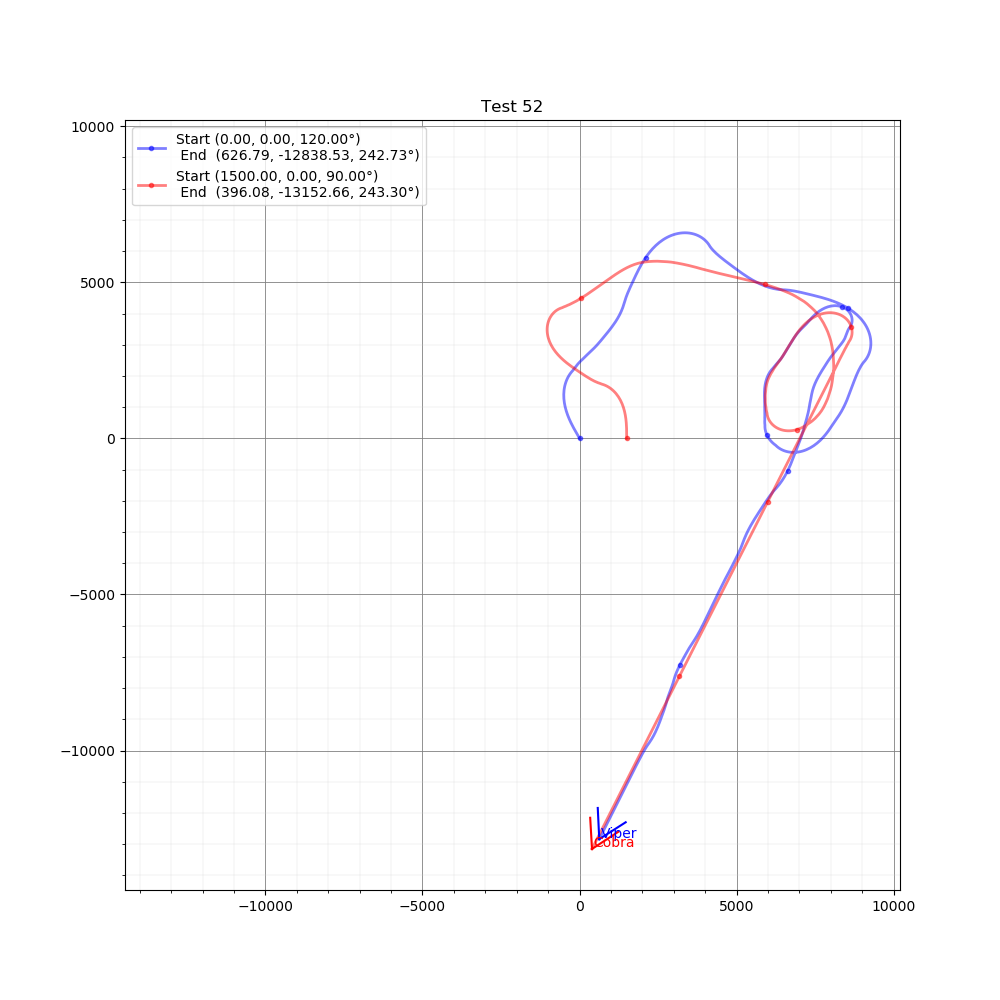 Test 52
Start (0.00, 0.00, 120.00°)
End (626.79, -12838.53, 242.73°)
Start (1500.00, 0.00, 90.00°)
End (396.08, -13152.66, 243.30°)
10000
5000
0
−5000
−10000
Viper
Cobra
−10000
−5000
0
5000
10000